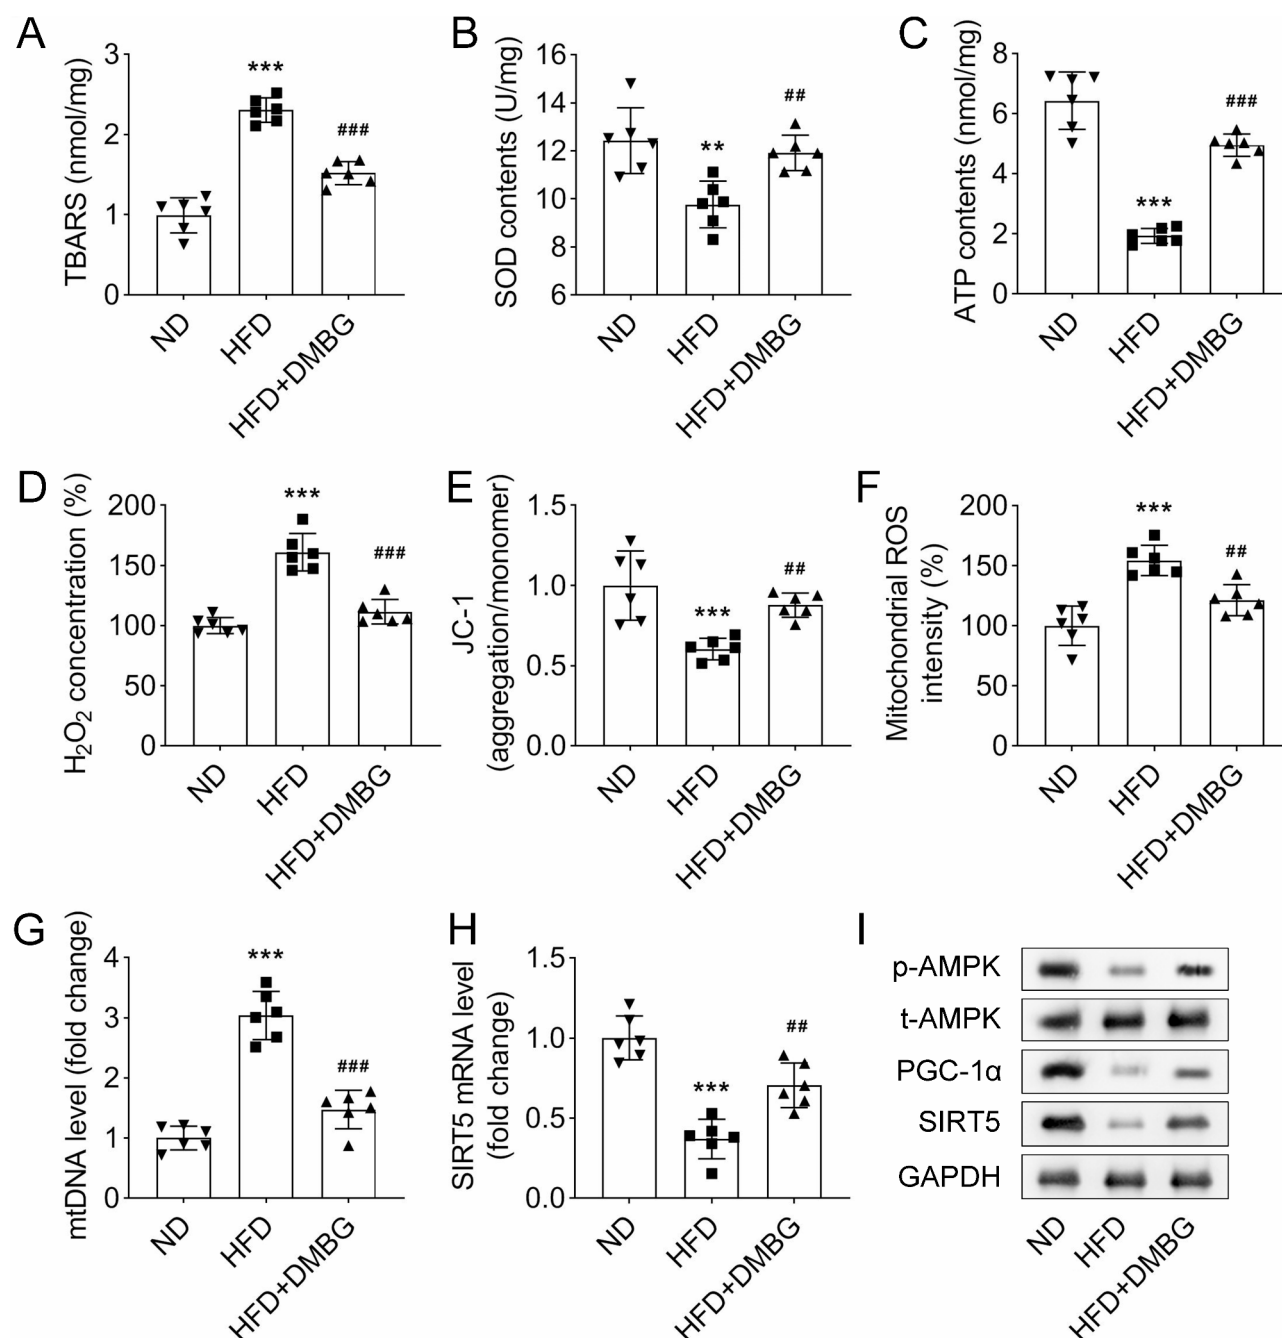 A
TBARS (nmol/mg)
3
2
1
0
***
###
ND
HFD
HFD+DMBG
B
SOD contents (U/mg)
16
14
12
10
8
6
**
##
ND
HFD
HFD+DMBG
C
ATP contents (nmol/mg)
8
6
4
2
0
***
###
ND
HFD
HFD+DMBG
D
H₂O₂ concentration (%)
200
150
100
50
0
***
###
ND
HFD
HFD+DMBG
E
JC-1
(aggregation/monomer)
1.5
1.0
0.5
0.0
***
##
ND
HFD
HFD+DMBG
F
Mitochondrial ROS
intensity (%)
200
150
100
50
0
***
##
ND
HFD
HFD+DMBG
G
mtDNA level (fold change)
4
3
2
1
0
***
###
ND
HFD
HFD+DMBG
H
SIRT5 mRNA level
(fold change)
1.5
1.0
0.5
0.0
***
##
ND
HFD
HFD+DMBG
I
p-AMPK
t-AMPK
PGC-1α
SIRT5
GAPDH
ND
HFD
HFD+DMBG